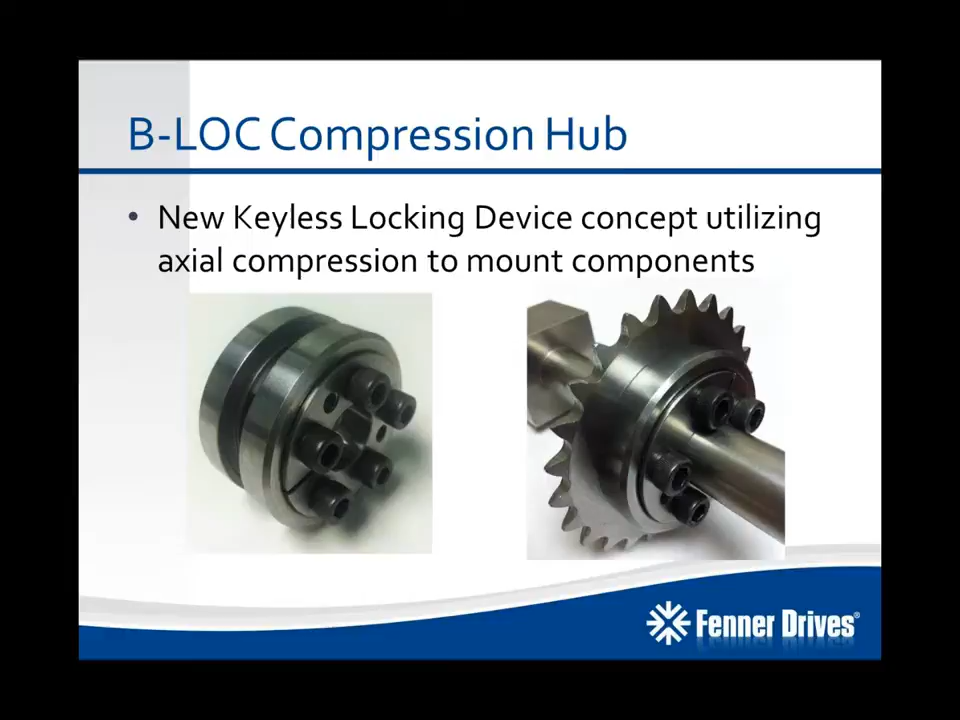 B-LOC Compression Hub
• New Keyless Locking Device concept utilizing
axial compression to mount components
Fenner Drives®